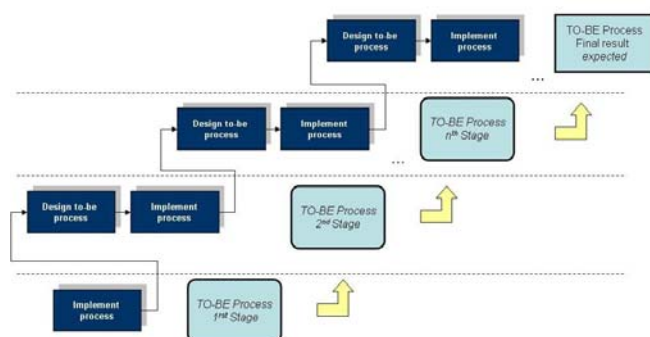 Design to-be
process
Implement
process
TO-BE Process
Final result
expected
...
Design to-be
process
Implement
process
...
TO-BE Process
nth Stage
Design to-be
process
Implement
process
TO-BE Process
2nd Stage
Implement
process
TO-BE Process
1rst Stage